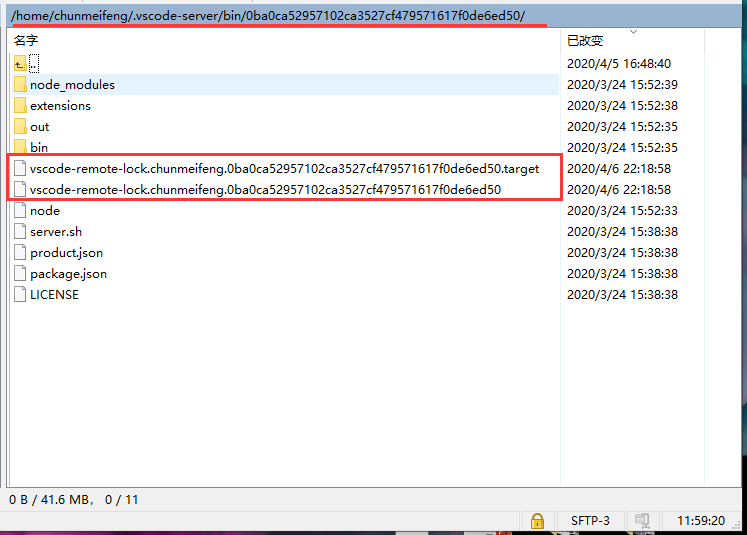 /home/chunmeifeng/.vscode-server/bin/0ba0ca52957102ca3527cf479571617f0de6ed50/
名字 已改变
.. 2020/4/5 16:48:40
node_modules 2020/3/24 15:52:39
extensions 2020/3/24 15:52:38
out 2020/3/24 15:52:35
bin 2020/3/24 15:52:35
vscode-remote-lock.chunmeifeng.0ba0ca52957102ca3527cf479571617f0de6ed50.target 2020/4/6 22:18:58
vscode-remote-lock.chunmeifeng.0ba0ca52957102ca3527cf479571617f0de6ed50 2020/4/6 22:18:58
node 2020/3/24 15:52:33
server.sh 2020/3/24 15:38:38
product.json 2020/3/24 15:38:38
package.json 2020/3/24 15:38:38
LICENSE 2020/3/24 15:38:38
0 B / 41.6 MB， 0 / 11
SFTP-3 11:59:20